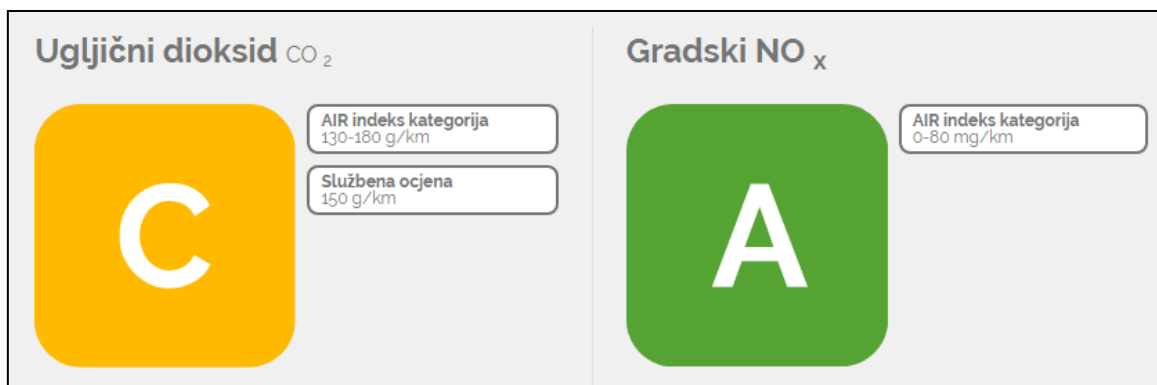 Ugljični dioksid CO 2
C
AIR indeks kategorija
130-180 g/km
Službena ocjena
150 g/km
Gradski NO X
A
AIR indeks kategorija
0-80 mg/km